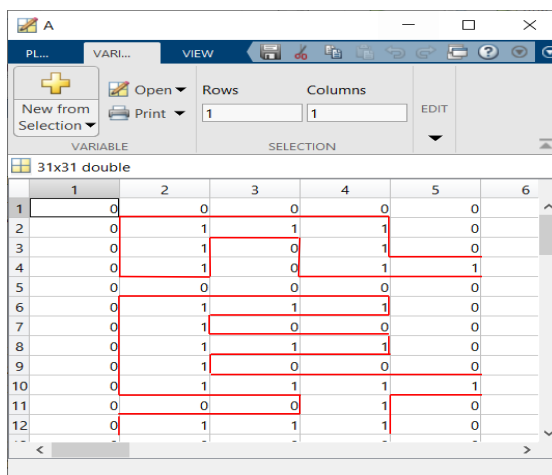 A
PL... VARI... VIEW
New from Selection
Open
Print
Rows Columns
1 1
EDIT
VARIABLE SELECTION
31x31 double
1 2 3 4 5 6
1 0 0 0 0 0
2 0 1 1 1 0
3 0 1 0 1 0
4 0 1 0 1 1
5 0 0 0 0 0
6 0 1 1 1 0
7 0 1 0 0 0
8 0 1 1 1 0
9 0 1 0 0 0
10 0 1 1 1 1
11 0 0 0 1 0
12 0 1 1 1 0